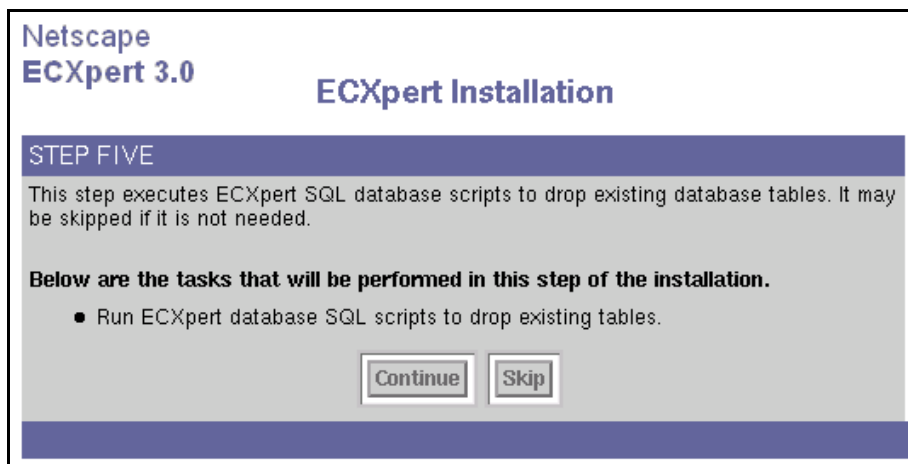 Netscape
ECXpert 3.0
ECXpert Installation
STEP FIVE
This step executes ECXpert SQL database scripts to drop existing database tables. It may
be skipped if it is not needed.
Below are the tasks that will be performed in this step of the installation.
● Run ECXpert database SQL scripts to drop existing tables.
Continue Skip